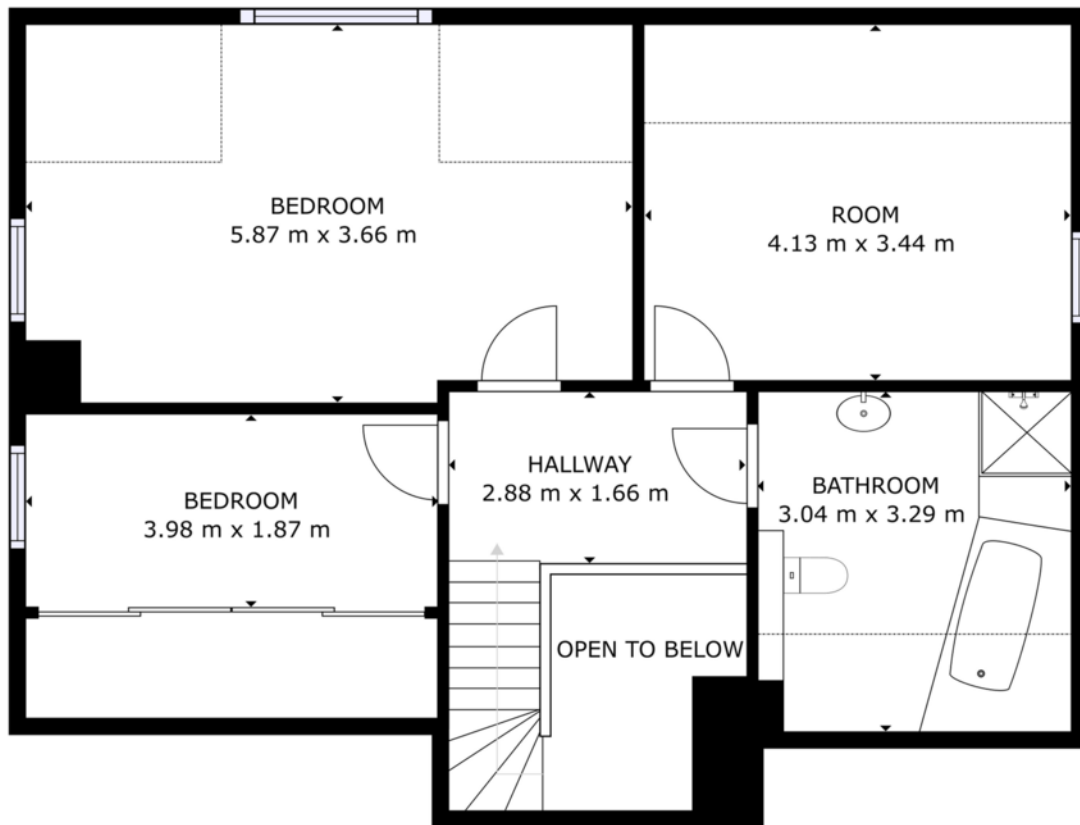 BEDROOM
5.87 m x 3.66 m
ROOM
4.13 m x 3.44 m
HALLWAY
2.88 m x 1.66 m
BEDROOM
3.98 m x 1.87 m
BATHROOM
3.04 m x 3.29 m
OPEN TO BELOW